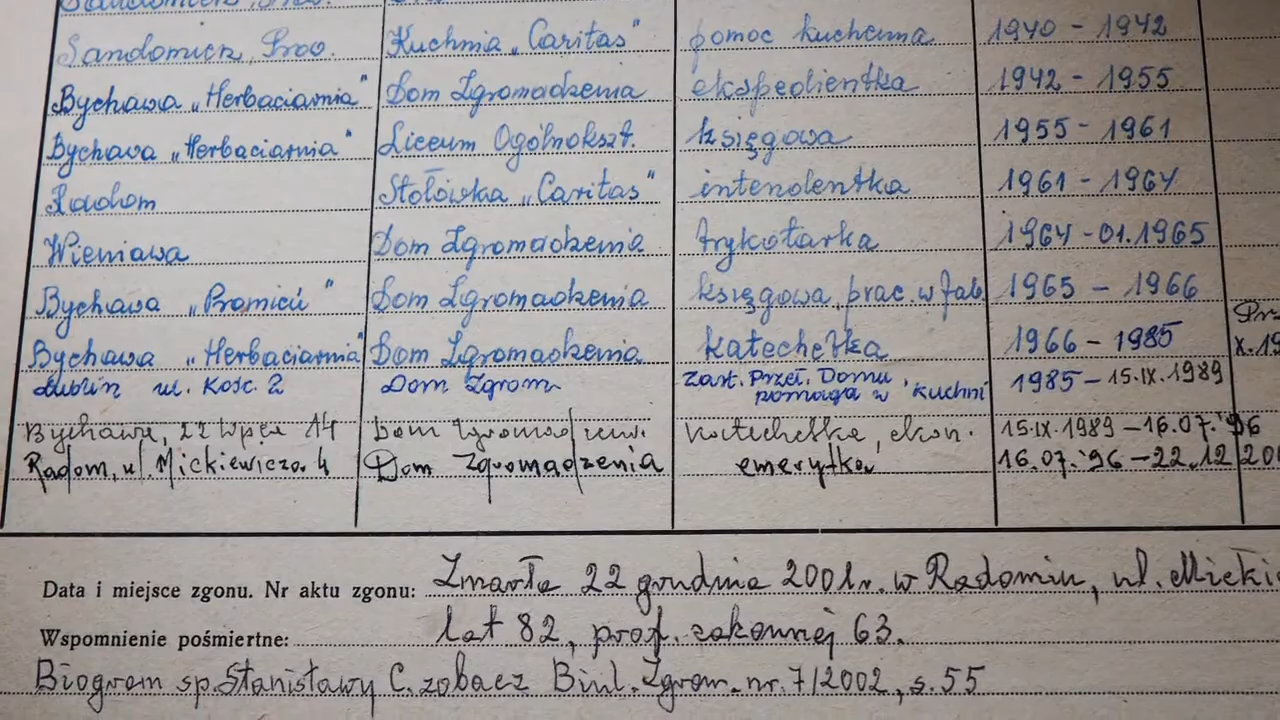 Sandomierz, Proo. Kuchnia „Caritas" pomoc kuchenna 1940 - 1942
Bychawa „Herbaciarnia" Dom Zgromadzenia ekspedientka 1942 - 1955
Bychawa „Herbaciarnia" Liceum Ogólnokszt. księgowa 1955 - 1961
Radom Stołówka „Caritas" intendentka 1961 - 1964
Wieniawa Dom Zgromadzenia trykotarka 1964 - 01.1965
Bychawa „Promień" Dom Zgromadzenia księgowa, prac. w fab. 1965 - 1966
Bychawa „Herbaciarnia" Dom Zgromadzenia katechetka 1966 - 1985
X.19
Lublin ul. Kośc. 2 Dom Zgrom. Zast. Przeł. Domu, pomaga w kuchni 1985 - 15.IX.1989
Bychawa, 22 Lipca 14 Dom Zgromadzeni. katechetka, ekon. 15.IX.1989 - 16.07.'96
Radom, ul. Mickiewicza 4 Dom Zgromadzenia emerytka 16.07.'96 - 22.12.200
Data i miejsce zgonu. Nr aktu zgonu: Zmarła 22 grudnia 2001 r. w Radomiu, ul. Mickie
Wspomnienie pośmiertne: lat 82, prof. zakonnej 63.
Biogram śp. Stanisławy C. zobacz Biul. Zgrom. nr. 7/2002, s. 55